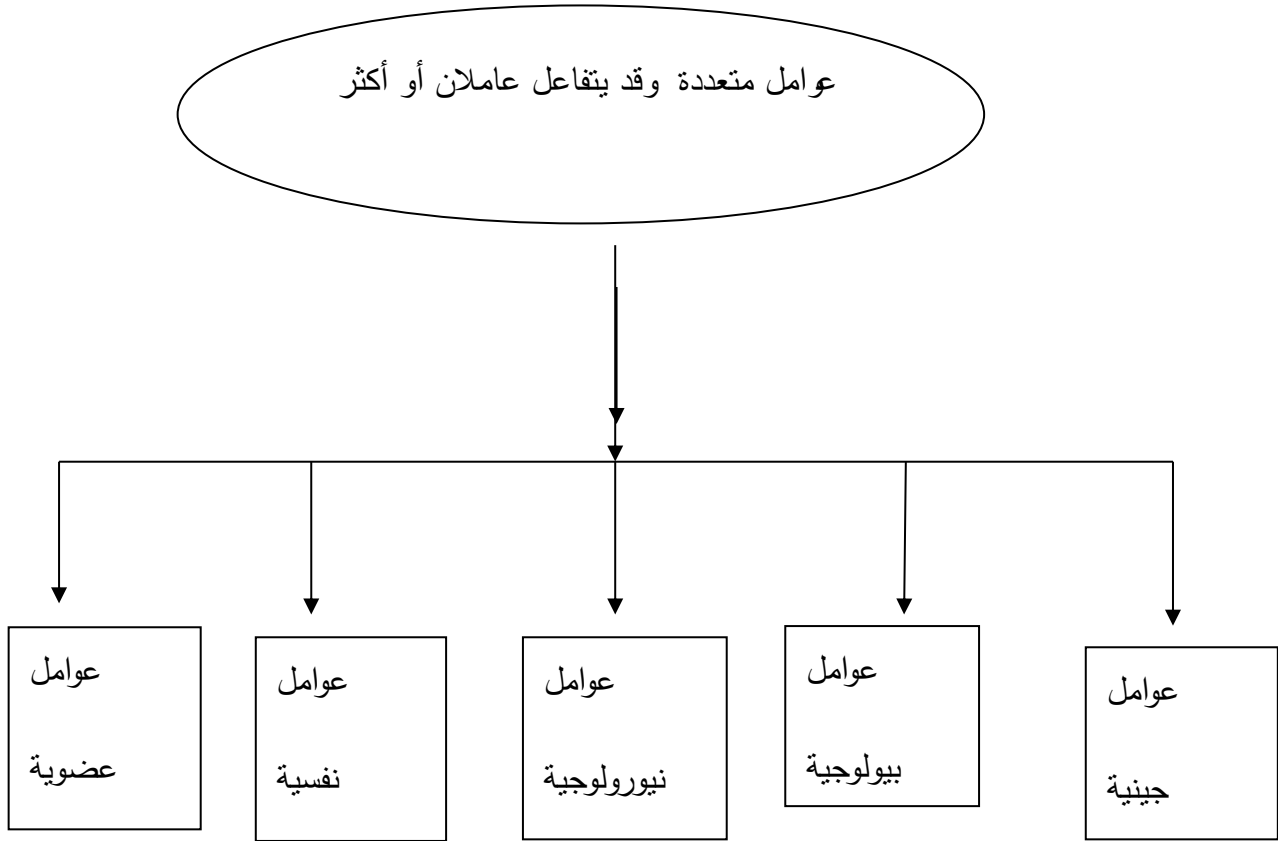 عوامل متعددة وقد يتفاعل عاملان أو أكثر
عوامل
جينية
عوامل
بيولوجية
عوامل
نيورولوجية
عوامل
نفسية
عوامل
عضوية